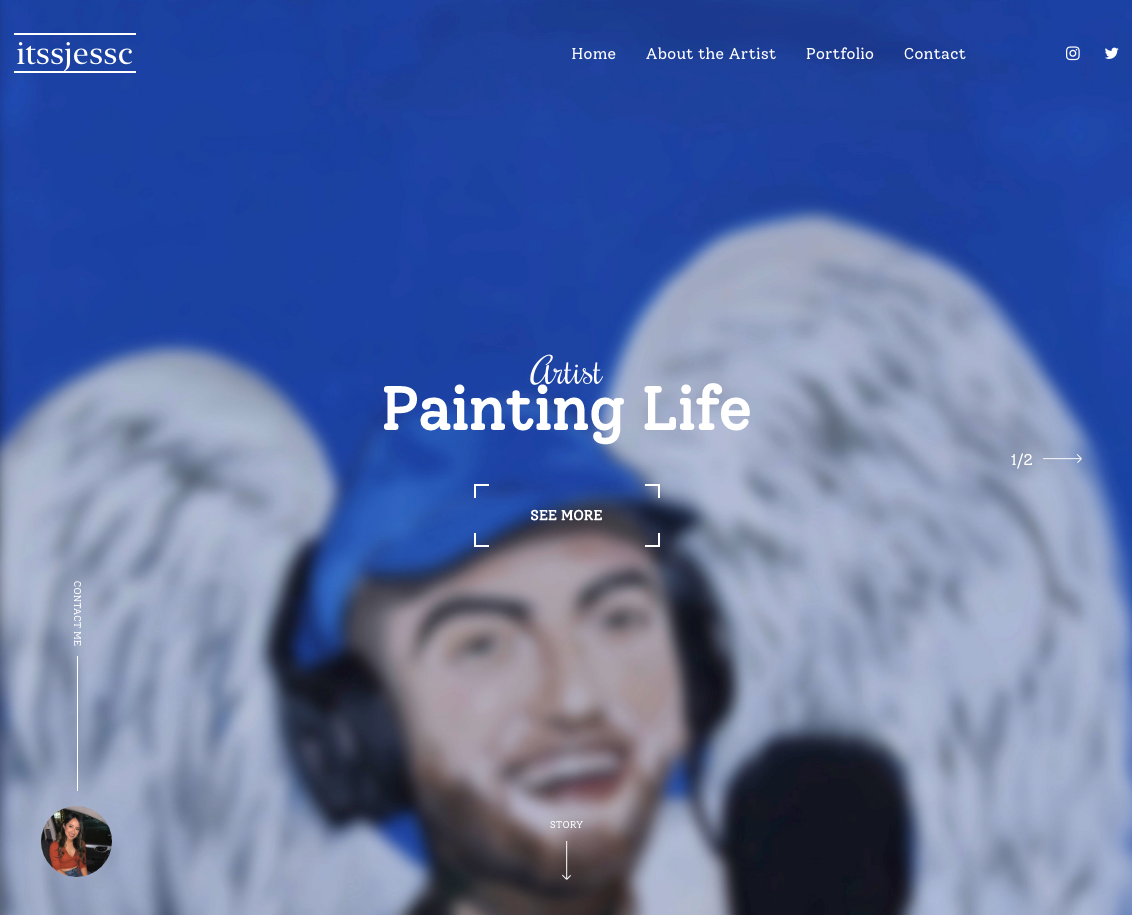 itssjessc
Home
About the Artist
Portfolio
Contact
Artist
Painting Life
1/2
SEE MORE
CONTACT ME
STORY